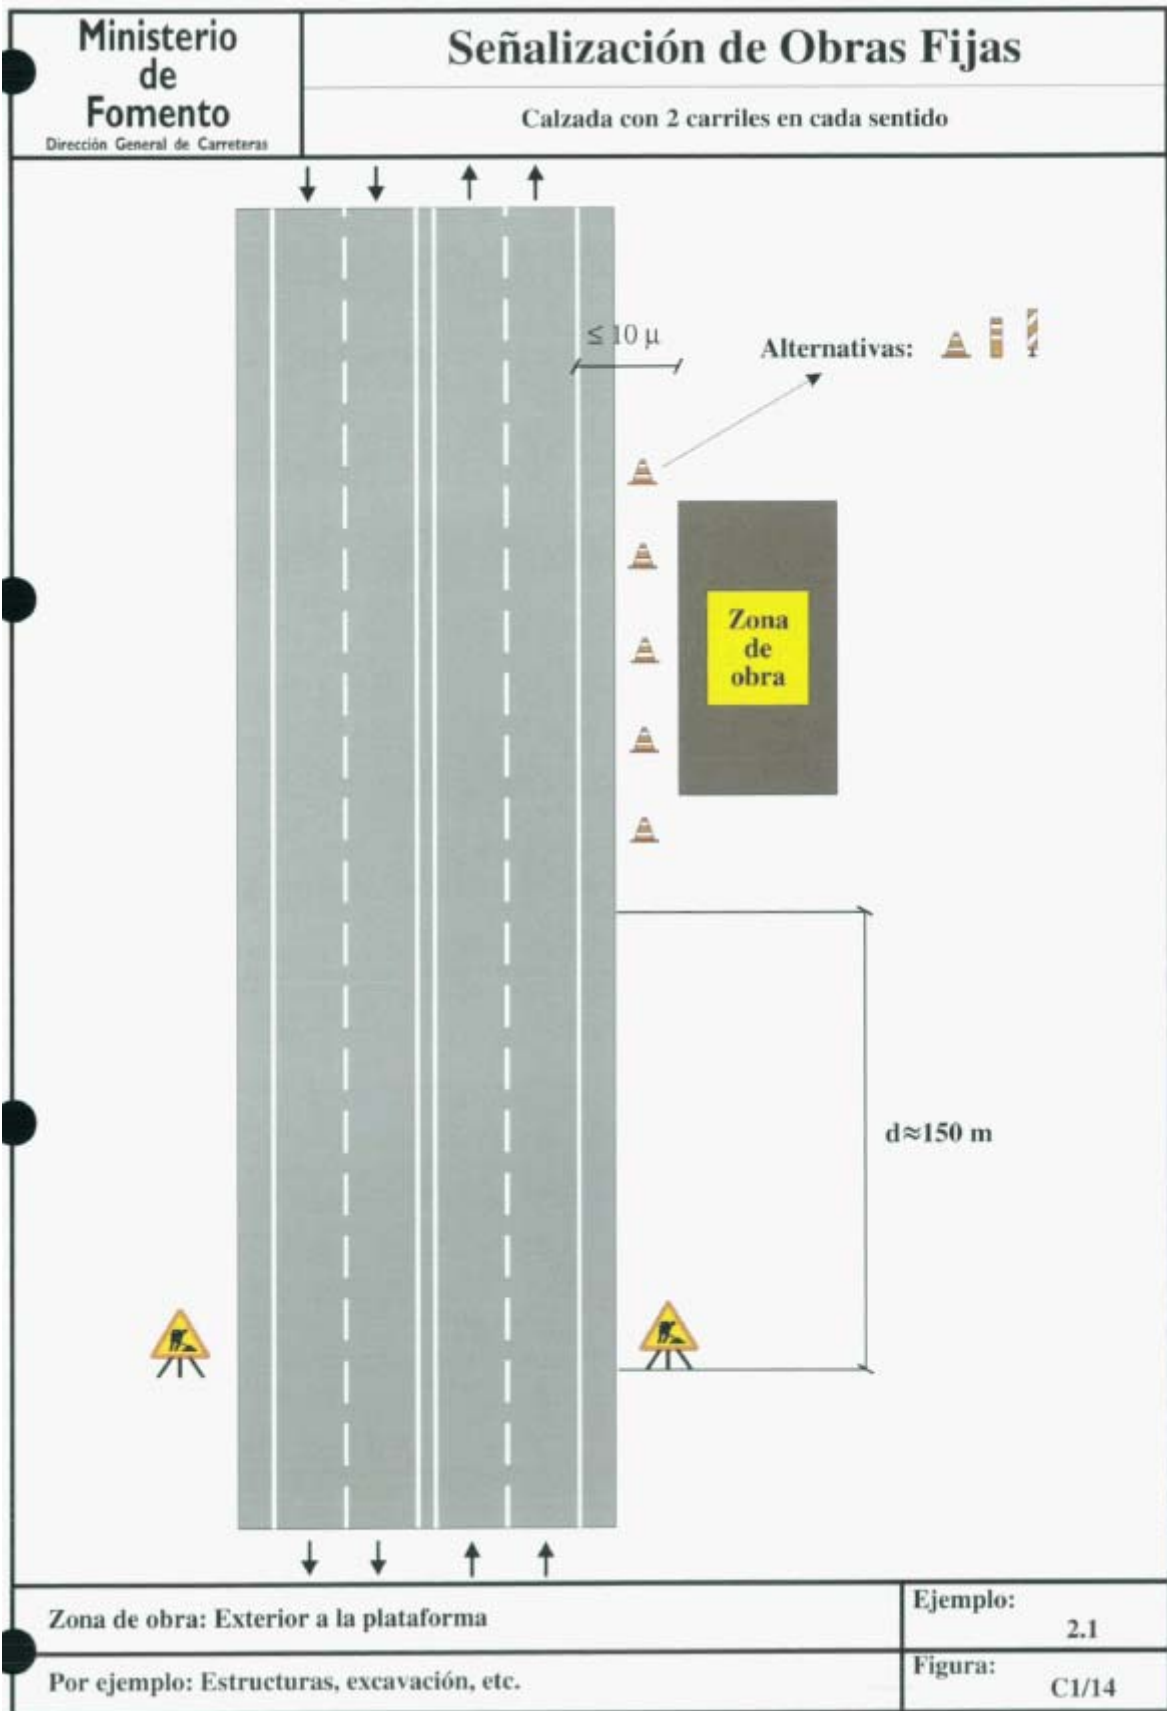 Ministerio
de
Fomento
Dirección General de Carreteras
Señalización de Obras Fijas
Calzada con 2 carriles en cada sentido
≤ 10 μ
Alternativas:
Zona
de
obra
d≈150 m
Zona de obra: Exterior a la plataforma
Ejemplo:
2.1
Por ejemplo: Estructuras, excavación, etc.
Figura:
C1/14